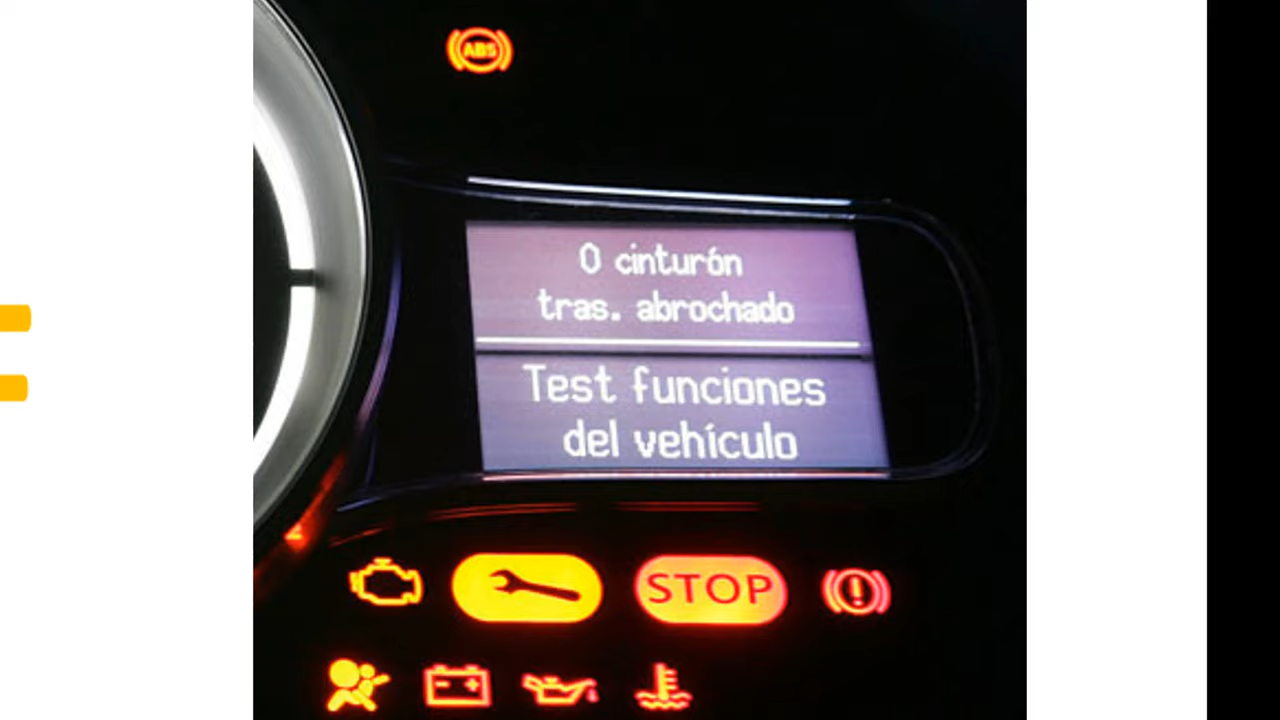 ABS
0 cinturón
tras. abrochado
Test funciones
del vehículo
STOP